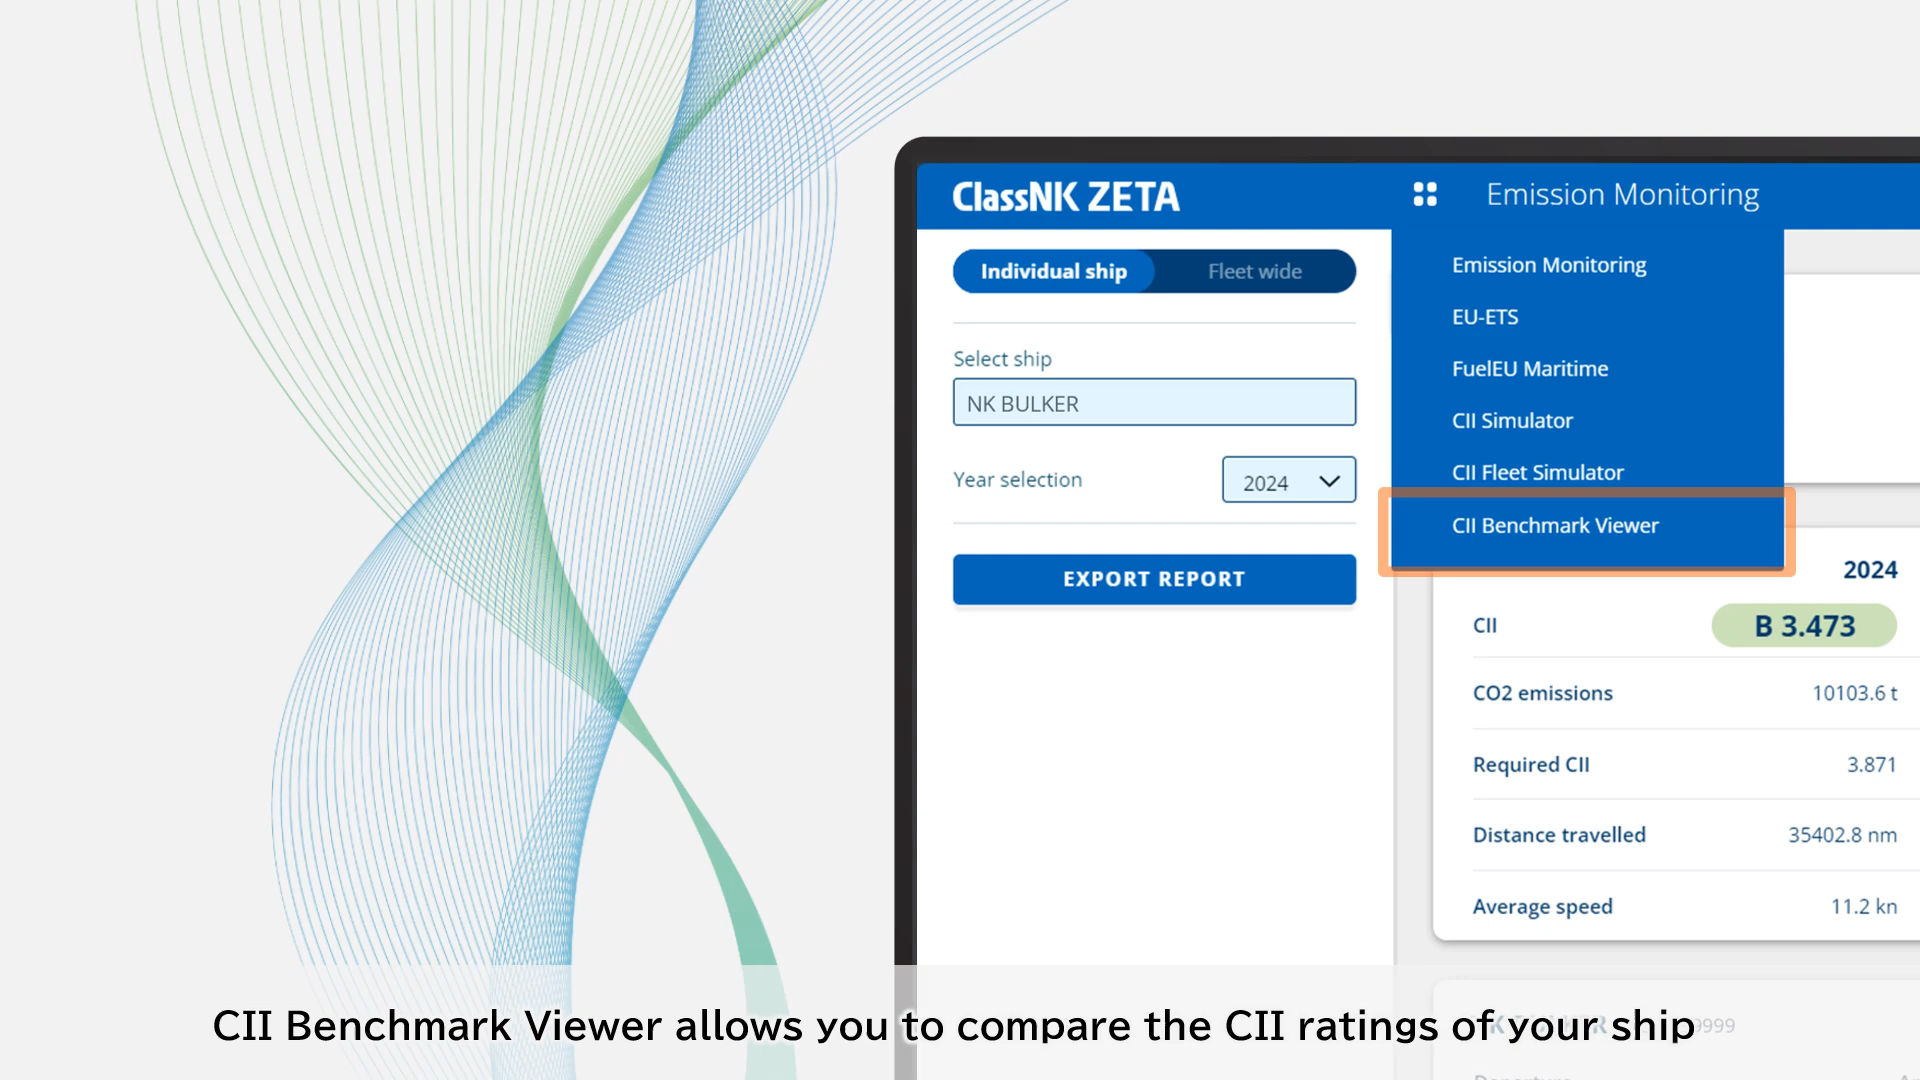 ClassNK ZETA
Emission Monitoring
Individual ship
Fleet wide
Select ship
NK BULKER
Year selection
2024
EXPORT REPORT
Emission Monitoring
EU-ETS
FuelEU Maritime
CII Simulator
CII Fleet Simulator
CII Benchmark Viewer
2024
CII B 3.473
CO2 emissions 10103.6 t
Required CII 3.871
Distance travelled 35402.8 nm
Average speed 11.2 kn
CII Benchmark Viewer allows you to compare the CII ratings of your ship